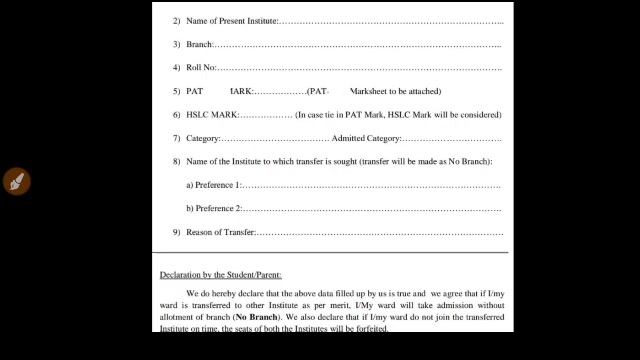 2) Name of Present Institute:……………………………………………………………..
3) Branch:……………………………………………………………………………...
4) Roll No:……………………………………………………………………………….
5) PAT MARK:………………(PAT- Marksheet to be attached)
6) HSLC MARK:……………… (In case tie in PAT Mark, HSLC Mark will be considered)
7) Category:…………………………… Admitted Category:…………………………
8) Name of the Institute to which transfer is sought (transfer will be made as No Branch):
a) Preference 1:……………………………………………………………………….
b) Preference 2:……………………………………………………………………….
9) Reason of Transfer:……………………………………………………………………
Declaration by the Student/Parent:
We do hereby declare that the above data filled up by us is true and we agree that if I/my
ward is transferred to other Institute as per merit, I/My ward will take admission without
allotment of branch (No Branch). We also declare that if I/my ward do not join the transferred
Institute on time, the seats of both the Institutes will be forfeited.